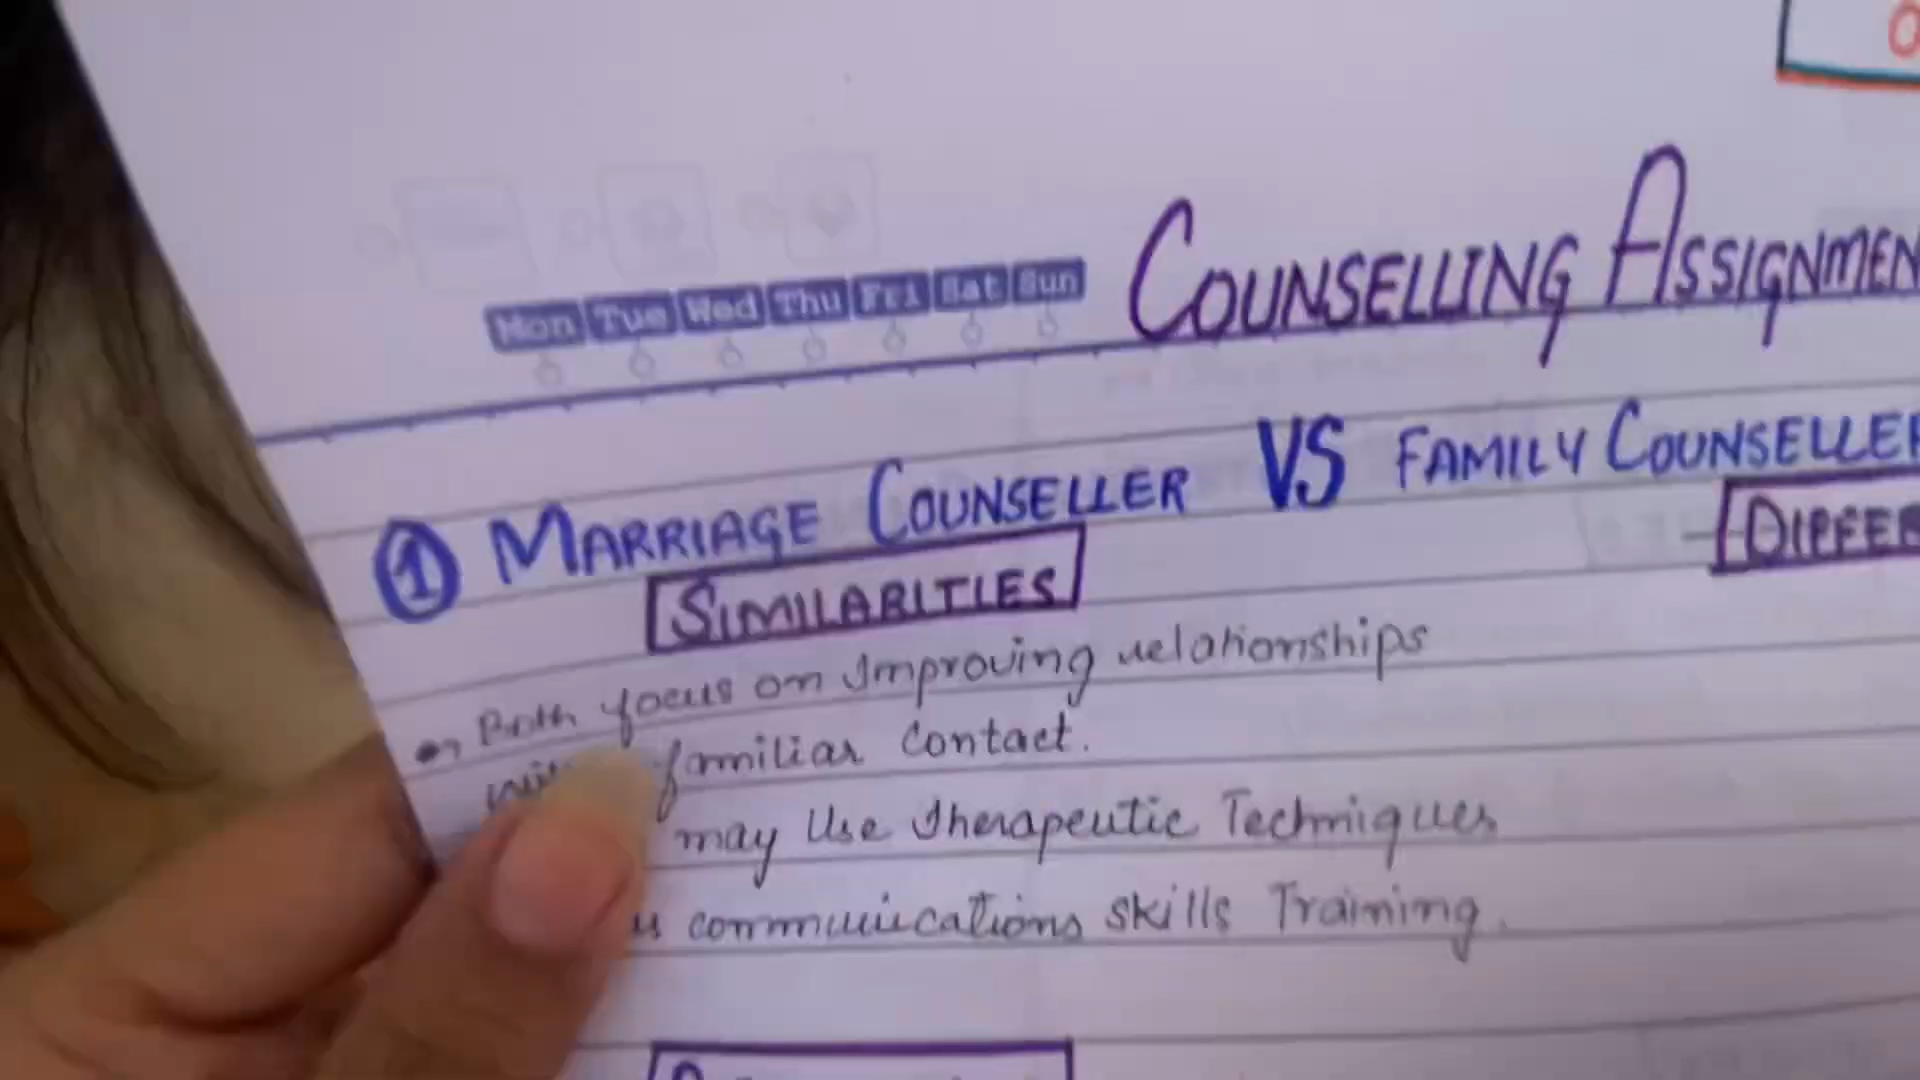 Mon Tue Wed Thu Fri Sat Sun
COUNSELLING ASSIGNMEN
① MARRIAGE COUNSELLER VS FAMILY COUNSELLER
SIMILARITIES
DIFFER
Both focus on Improving relationships
familiar contact.
may Use Therapeutic Techniques
communications skills Training.